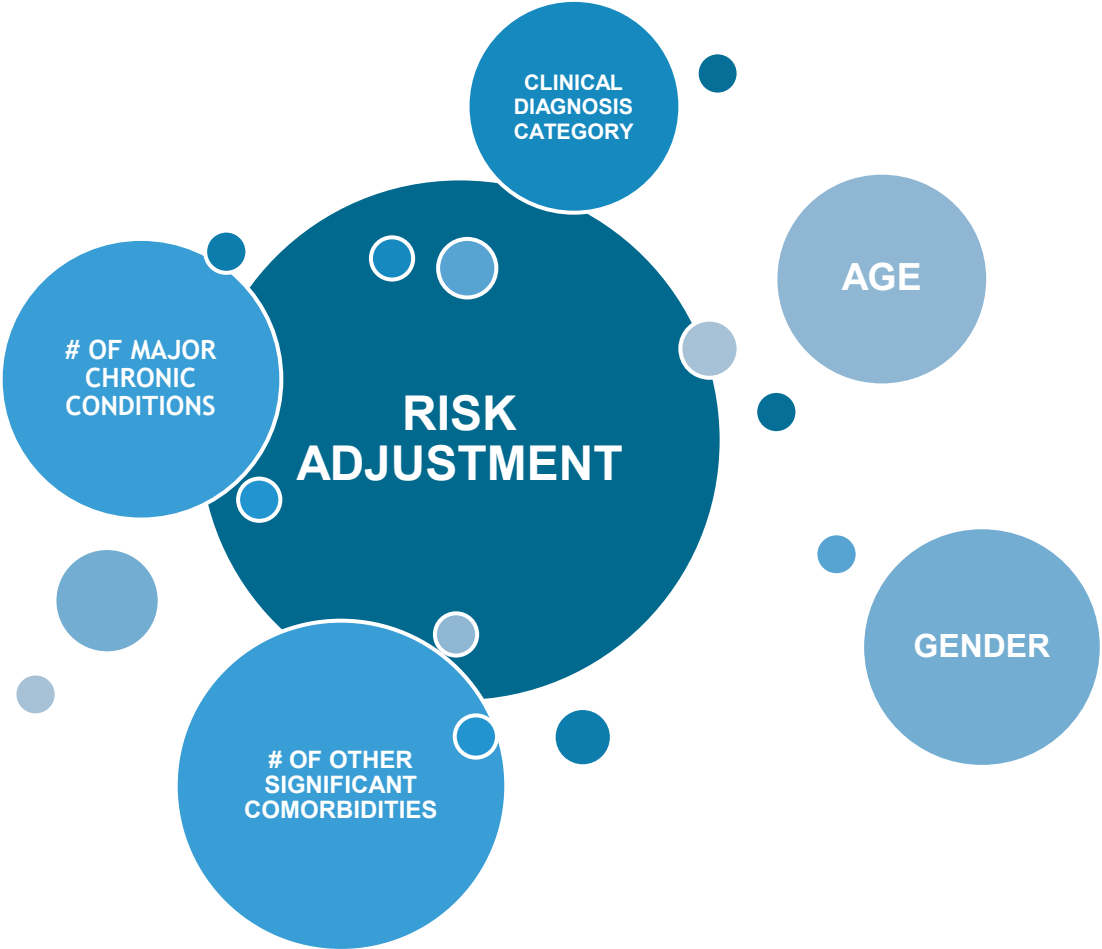 CLINICAL
DIAGNOSIS
CATEGORY
AGE
# OF MAJOR
CHRONIC
CONDITIONS
RISK
ADJUSTMENT
GENDER
# OF OTHER
SIGNIFICANT
COMORBIDITIES